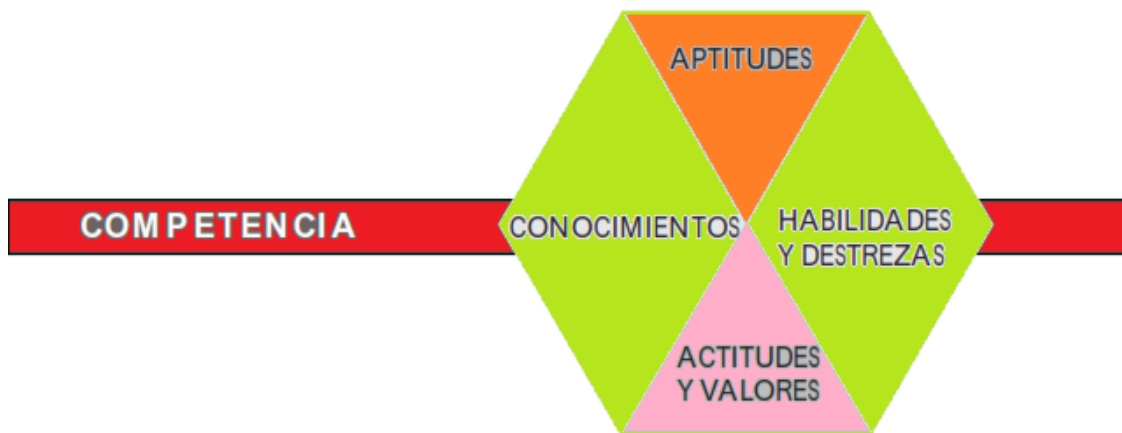 APTITUDES
COMPETENCIA
CONOCIMIENTOS
HABILIDADES
Y DESTREZAS
ACTITUDES
Y VALORES